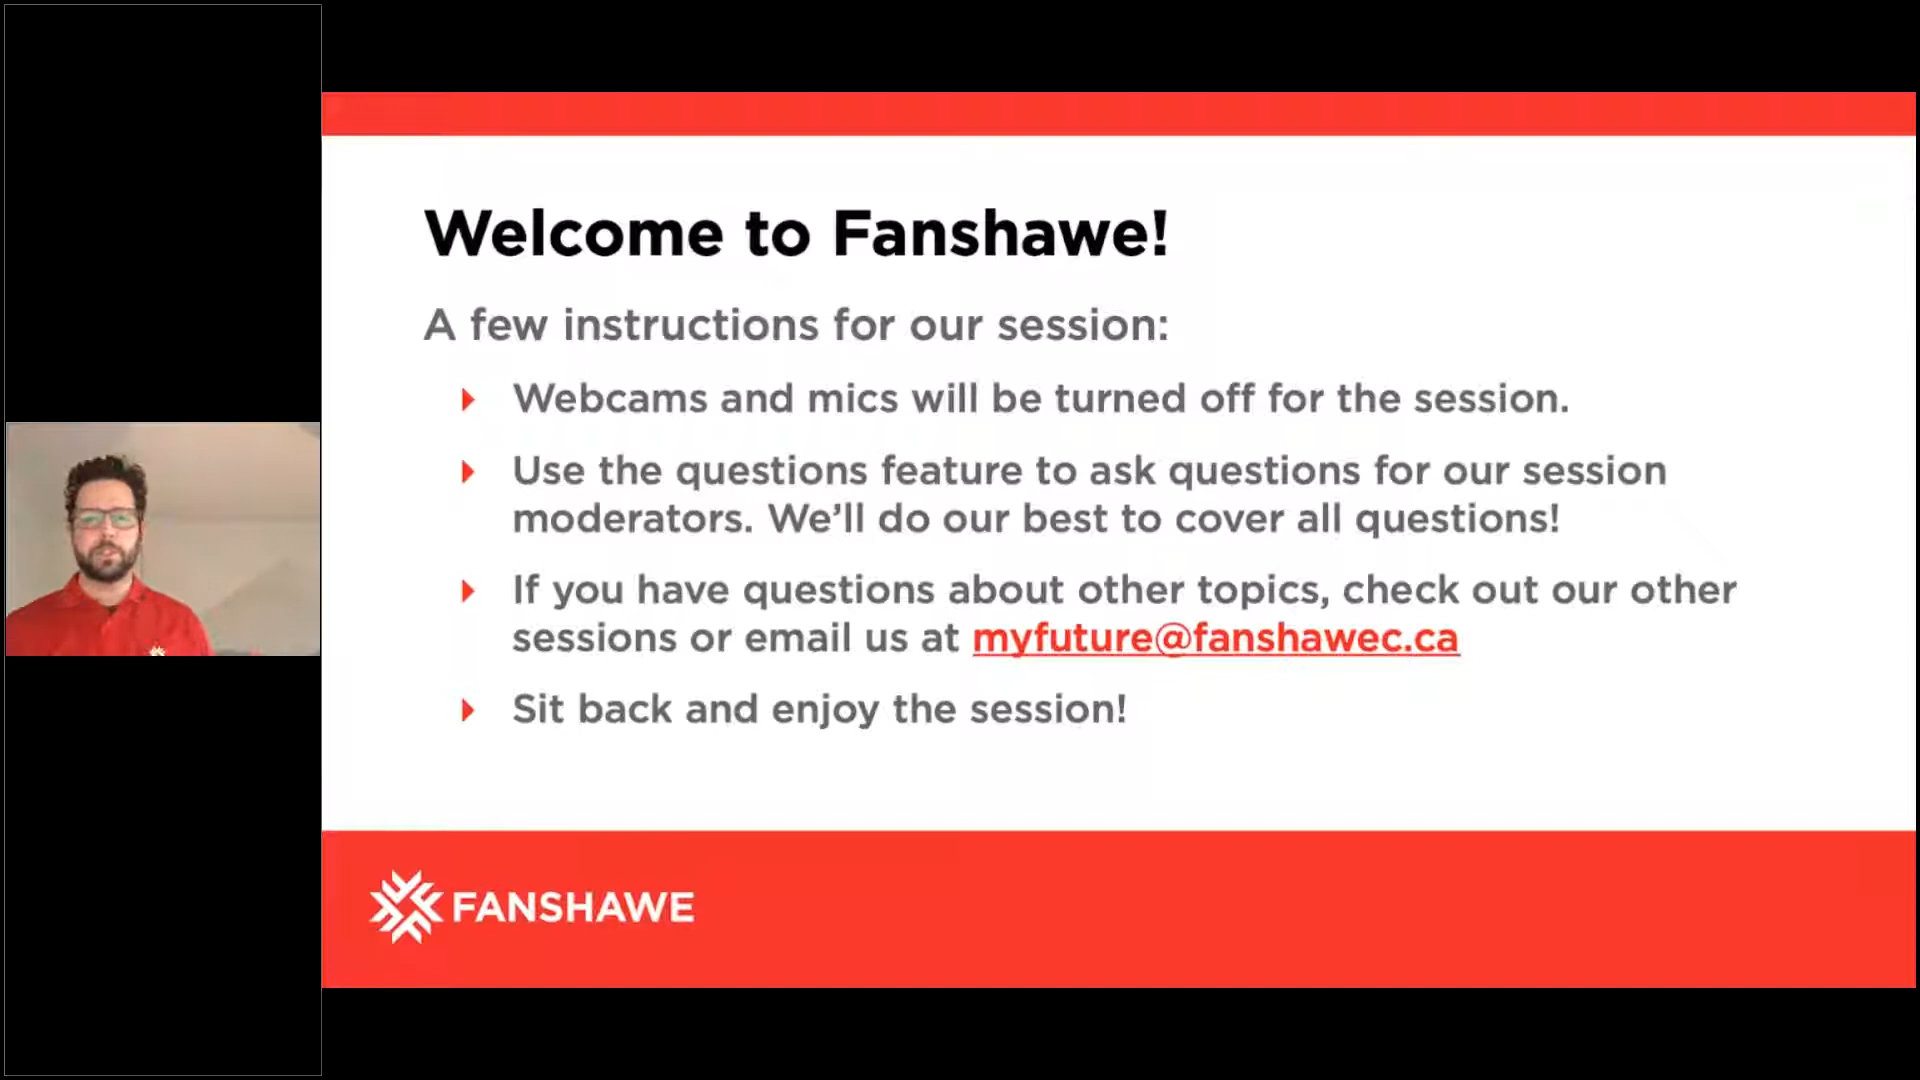 Welcome to Fanshawe!
A few instructions for our session:
Webcams and mics will be turned off for the session.
Use the questions feature to ask questions for our session
moderators. We'll do our best to cover all questions!
If you have questions about other topics, check out our other
sessions or email us at myfuture@fanshawec.ca
Sit back and enjoy the session!
FANSHAWE